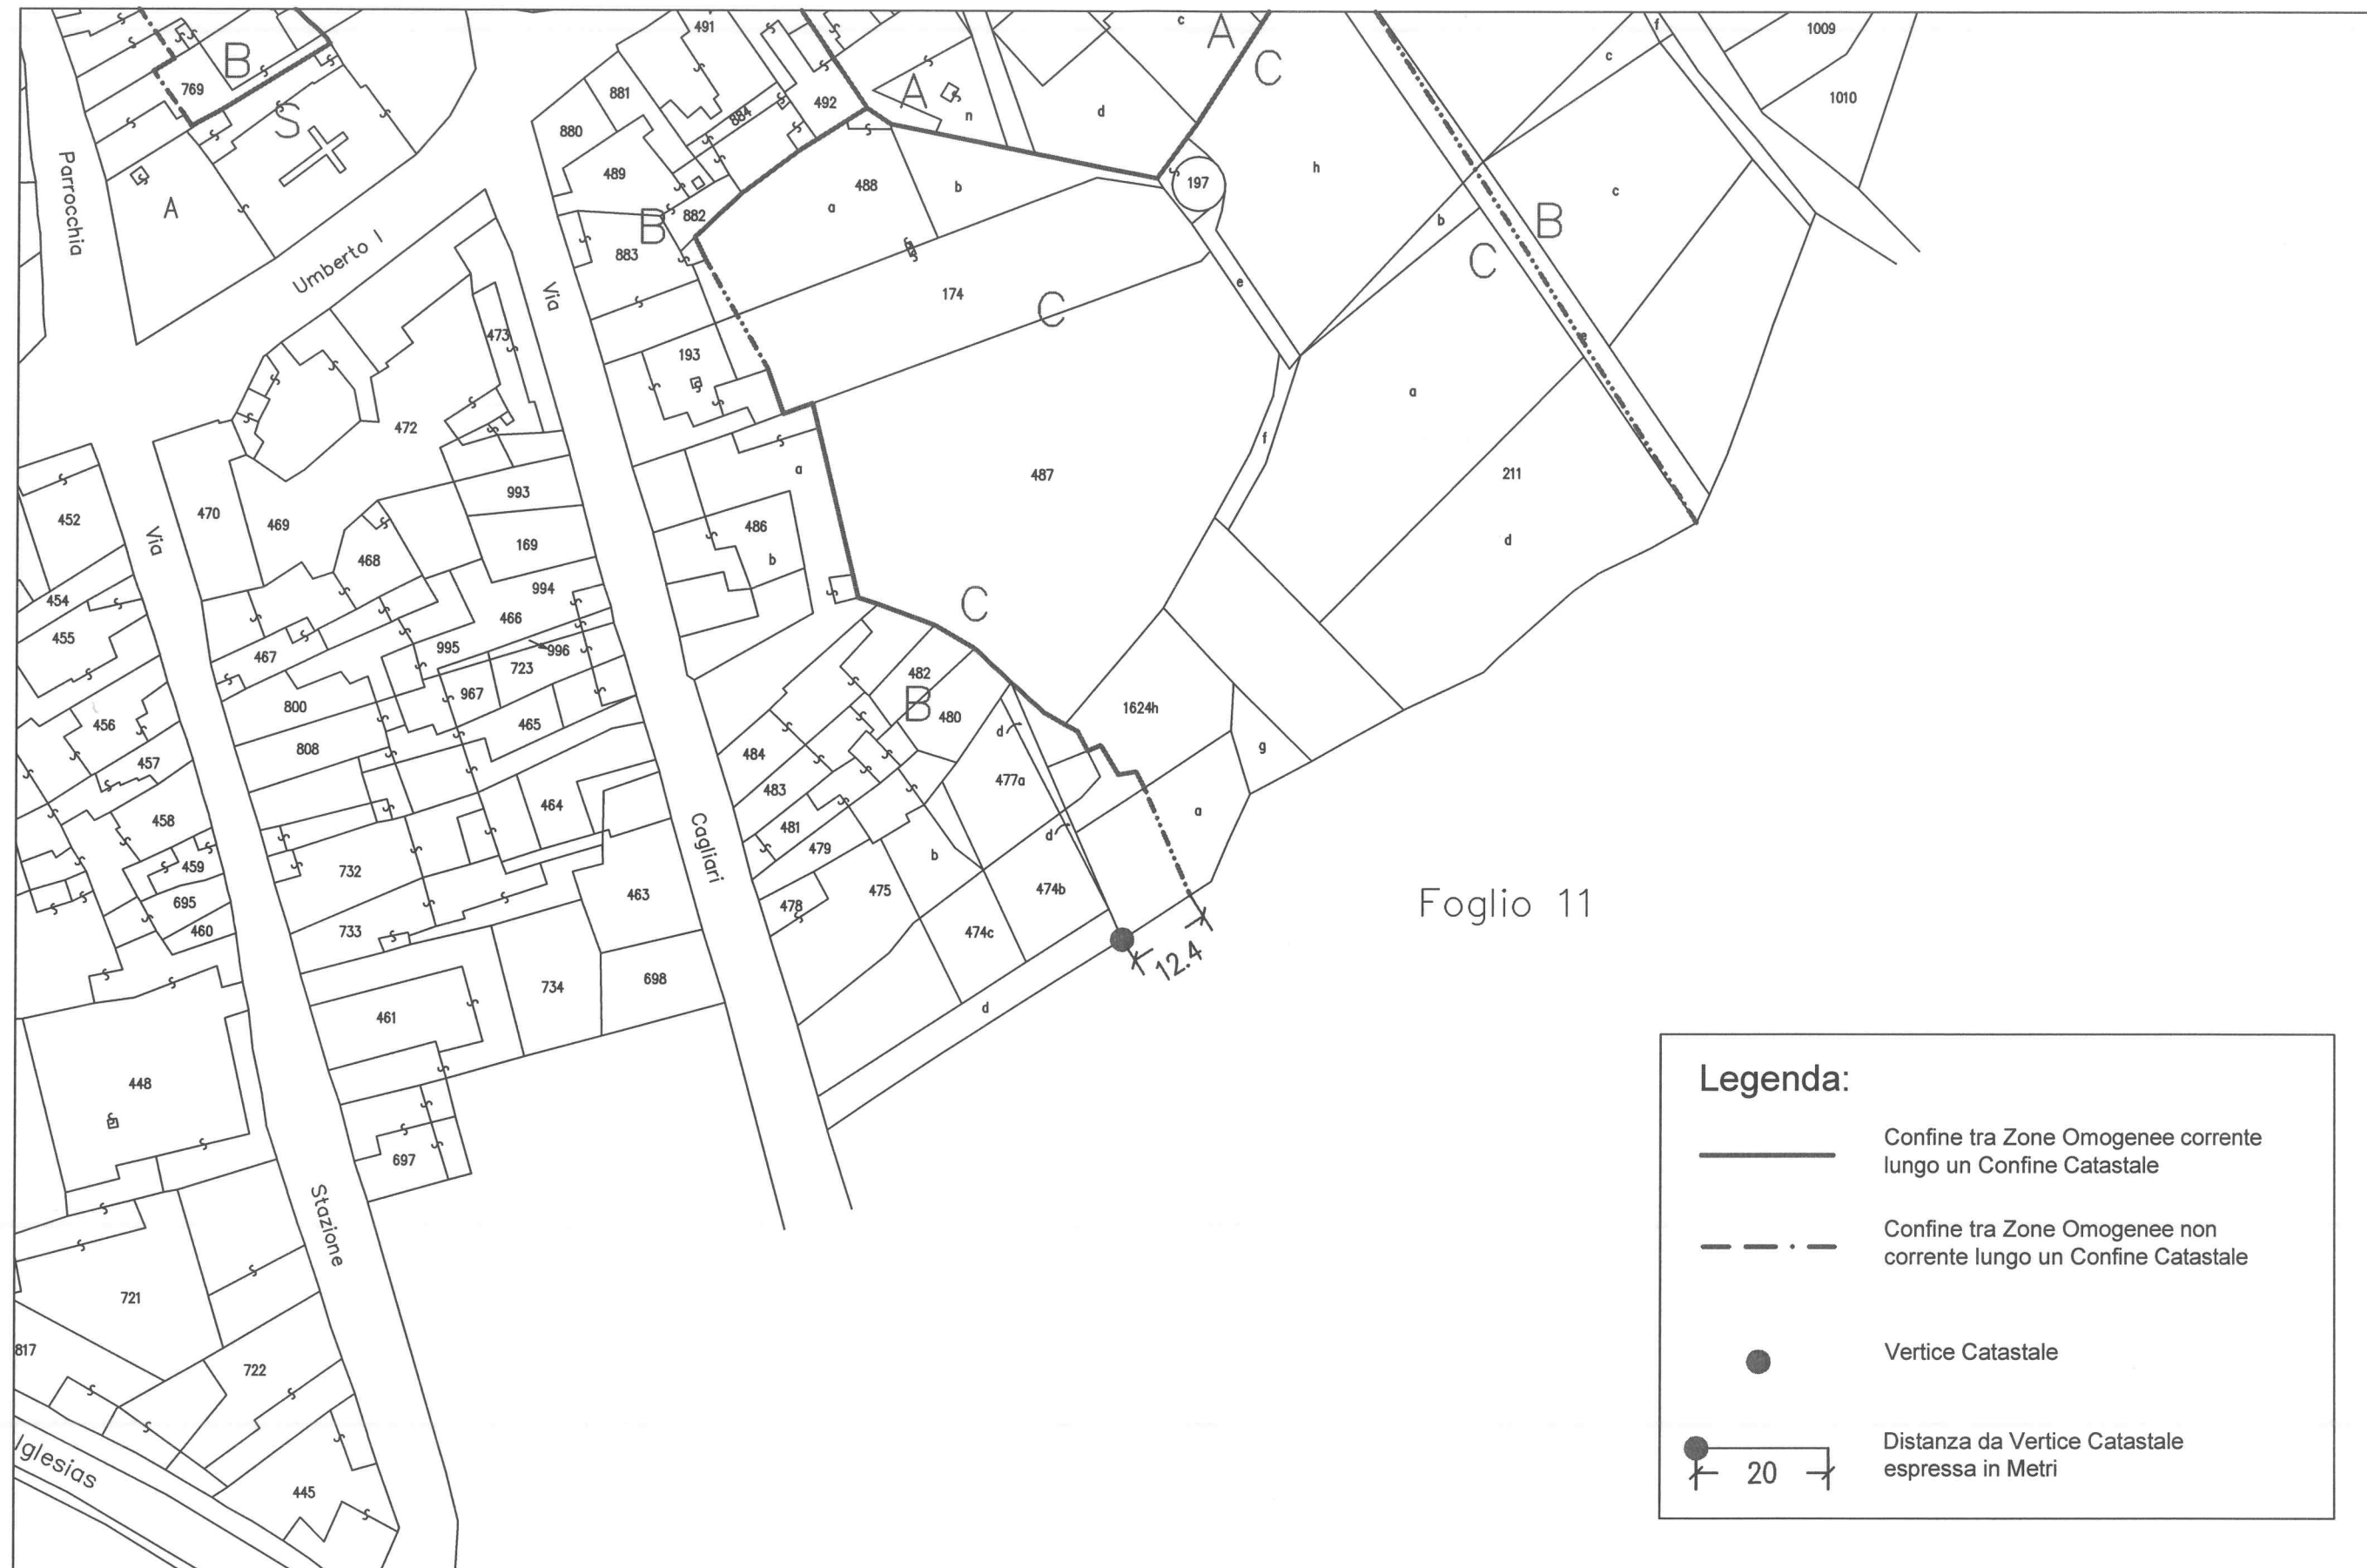 491
c
A
f
1009
B
769
881
A
C
c
1010
S
880
884
492
n
d
Parrocchia
489
488
b
197
h
A
882
a
b
c
B
B
Umberto I
883
C
Via
174
C
e
473
193
e
472
a
f
a
487
211
470
993
452
469
486
Via
169
468
b
d
454
994
C
466
455
995
996
467
723
482
967
800
B
480
1624h
456
465
d
808
484
g
457
477a
483
464
a
458
481
d
479
459
b
Cagliari
732
475
474b
463
695
478
Foglio 11
733
460
474c
12.4
698
734
d
461
448
Legenda:
Confine tra Zone Omogenee corrente
lungo un Confine Catastale
697
Confine tra Zone Omogenee non
corrente lungo un Confine Catastale
Stazione
721
817
Vertice Catastale
722
Distanza da Vertice Catastale
espressa in Metri
20
Iglesias
445